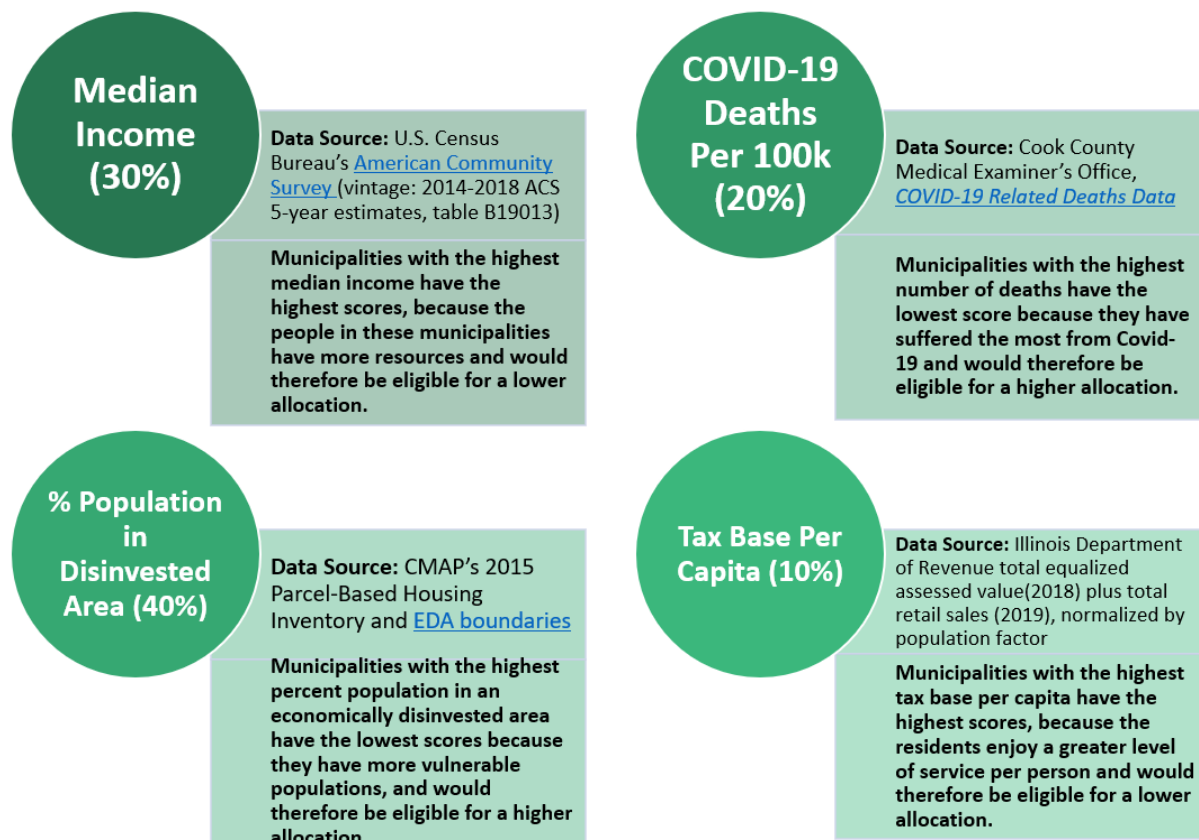 Median
Income
(30%)
Data Source: U.S. Census
Bureau's American Community
Survey (vintage: 2014-2018 ACS
5-year estimates, table B19013)
Municipalities with the highest
median income have the
highest scores, because the
people in these municipalities
have more resources and would
therefore be eligible for a lower
allocation.
COVID-19
Deaths
Per 100k
(20%)
Data Source: Cook County
Medical Examiner's Office,
COVID-19 Related Deaths Data
Municipalities with the highest
number of deaths have the
lowest score because they have
suffered the most from Covid-
19 and would therefore be
eligible for a higher allocation.
% Population
in
Disinvested
Area (40%)
Data Source: CMAP's 2015
Parcel-Based Housing
Inventory and EDA boundaries
Municipalities with the highest
percent population in an
economically disinvested area
have the lowest scores because
they have more vulnerable
populations, and would
therefore be eligible for a higher
allocation
Tax Base Per
Capita (10%)
Data Source: Illinois Department
of Revenue total equalized
assessed value(2018) plus total
retail sales (2019), normalized by
population factor
Municipalities with the highest
tax base per capita have the
highest scores, because the
residents enjoy a greater level
of service per person and would
therefore be eligible for a lower
allocation.